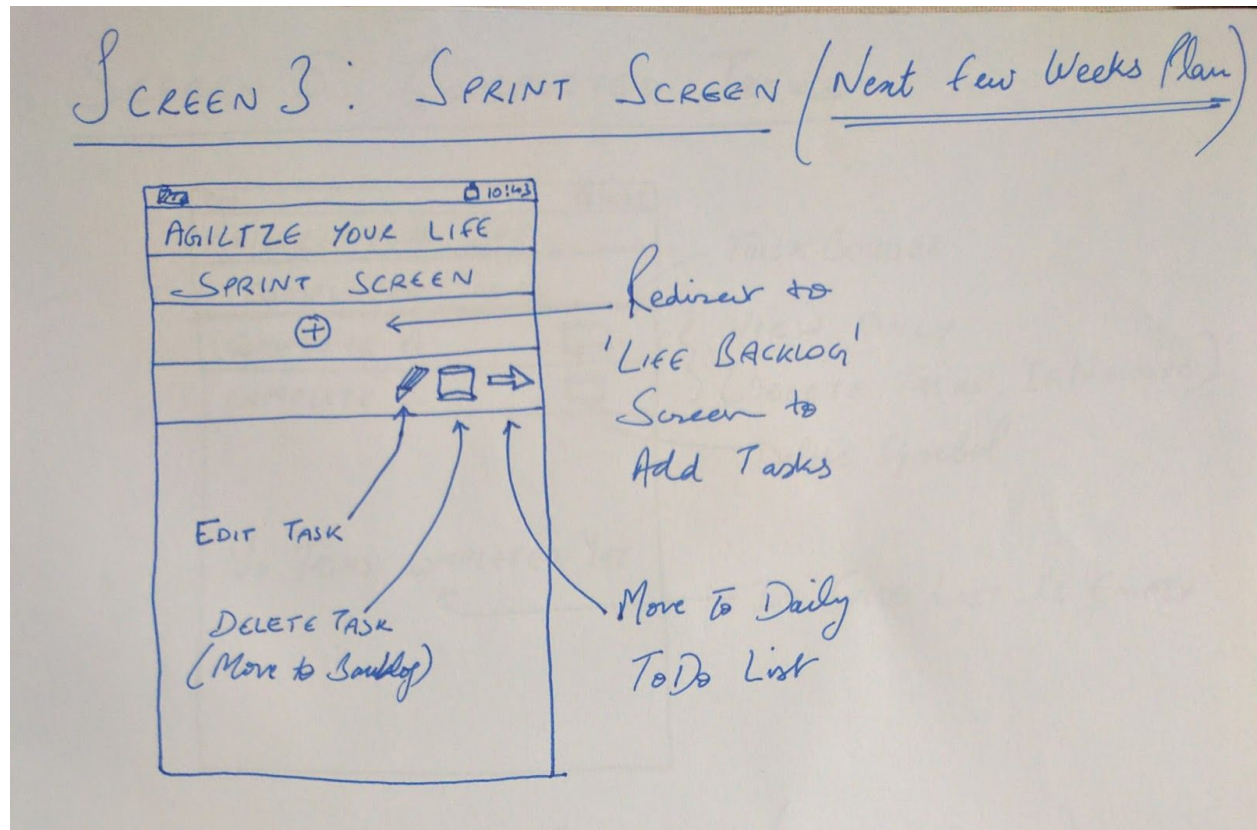 SCREEN 3: SPRINT SCREEN (Next few Weeks Plan)
10:43
AGILTZE YOUR LIFE
SPRINT SCREEN
Redirect to
'LIFE BACKLOG'
Screen to
Add Tasks
EDIT TASK
DELETE TASK
(Move to Backlog)
Move To Daily
ToDo List